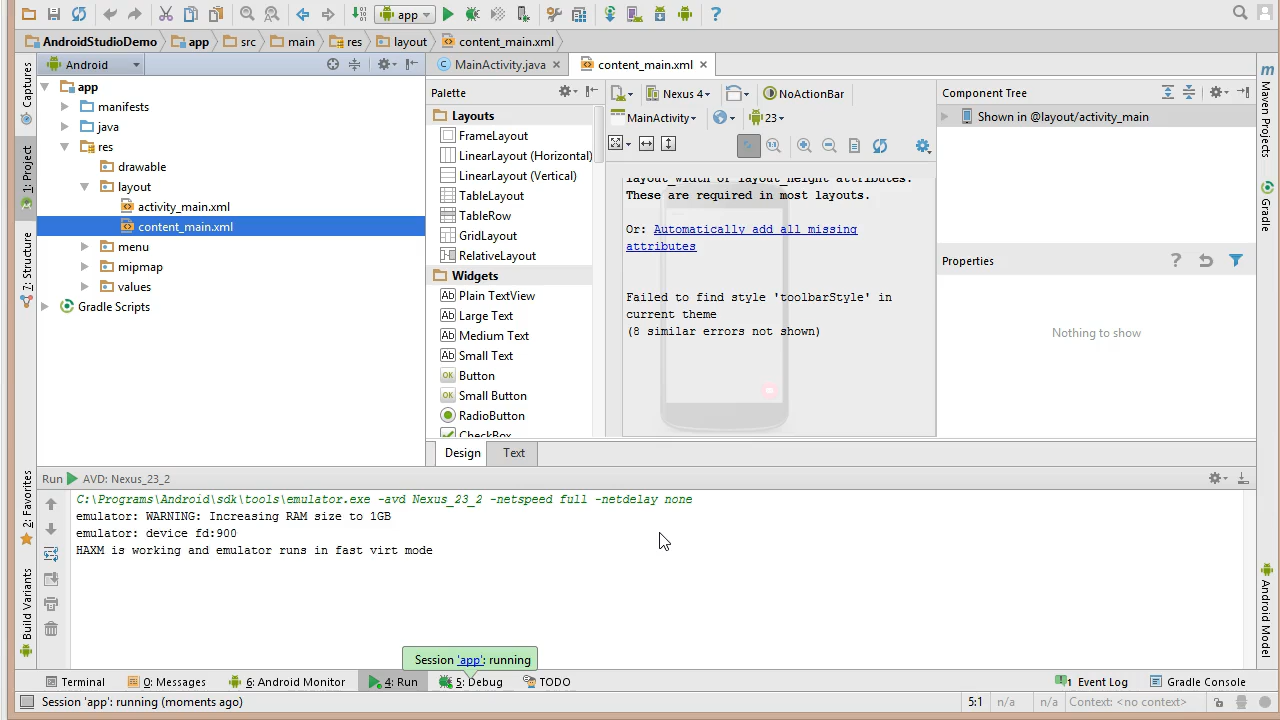 app
AndroidStudioDemo
app
src
main
res
layout
content_main.xml
Android
MainActivity.java
content_main.xml
Captures
1: Project
7: Structure
2: Favorites
Build Variants
app
manifests
java
res
drawable
layout
activity_main.xml
content_main.xml
menu
mipmap
values
Gradle Scripts
Palette
Layouts
FrameLayout
LinearLayout (Horizontal)
LinearLayout (Vertical)
TableLayout
TableRow
GridLayout
RelativeLayout
Widgets
Plain TextView
Large Text
Medium Text
Small Text
Button
Small Button
RadioButton
CheckBox
Nexus 4
NoActionBar
MainActivity
23
layout_width or layout_height attributes.
These are required in most layouts.
Or: Automatically add all missing
attributes
Failed to find style 'toolbarStyle' in
current theme
(8 similar errors not shown)
Design
Text
Component Tree
Shown in @layout/activity_main
Properties
Nothing to show
Maven Projects
Gradle
Android Model
Run
AVD: Nexus_23_2
C:\Programs\Android\sdk\tools\emulator.exe -avd Nexus_23_2 -netspeed full -netdelay none
emulator: WARNING: Increasing RAM size to 1GB
emulator: device fd:900
HAXM is working and emulator runs in fast virt mode
Session 'app': running
Terminal
0: Messages
6: Android Monitor
4: Run
5: Debug
TODO
1 Event Log
Gradle Console
Session 'app': running (moments ago)
5:1
n/a
n/a
Context: <no context>